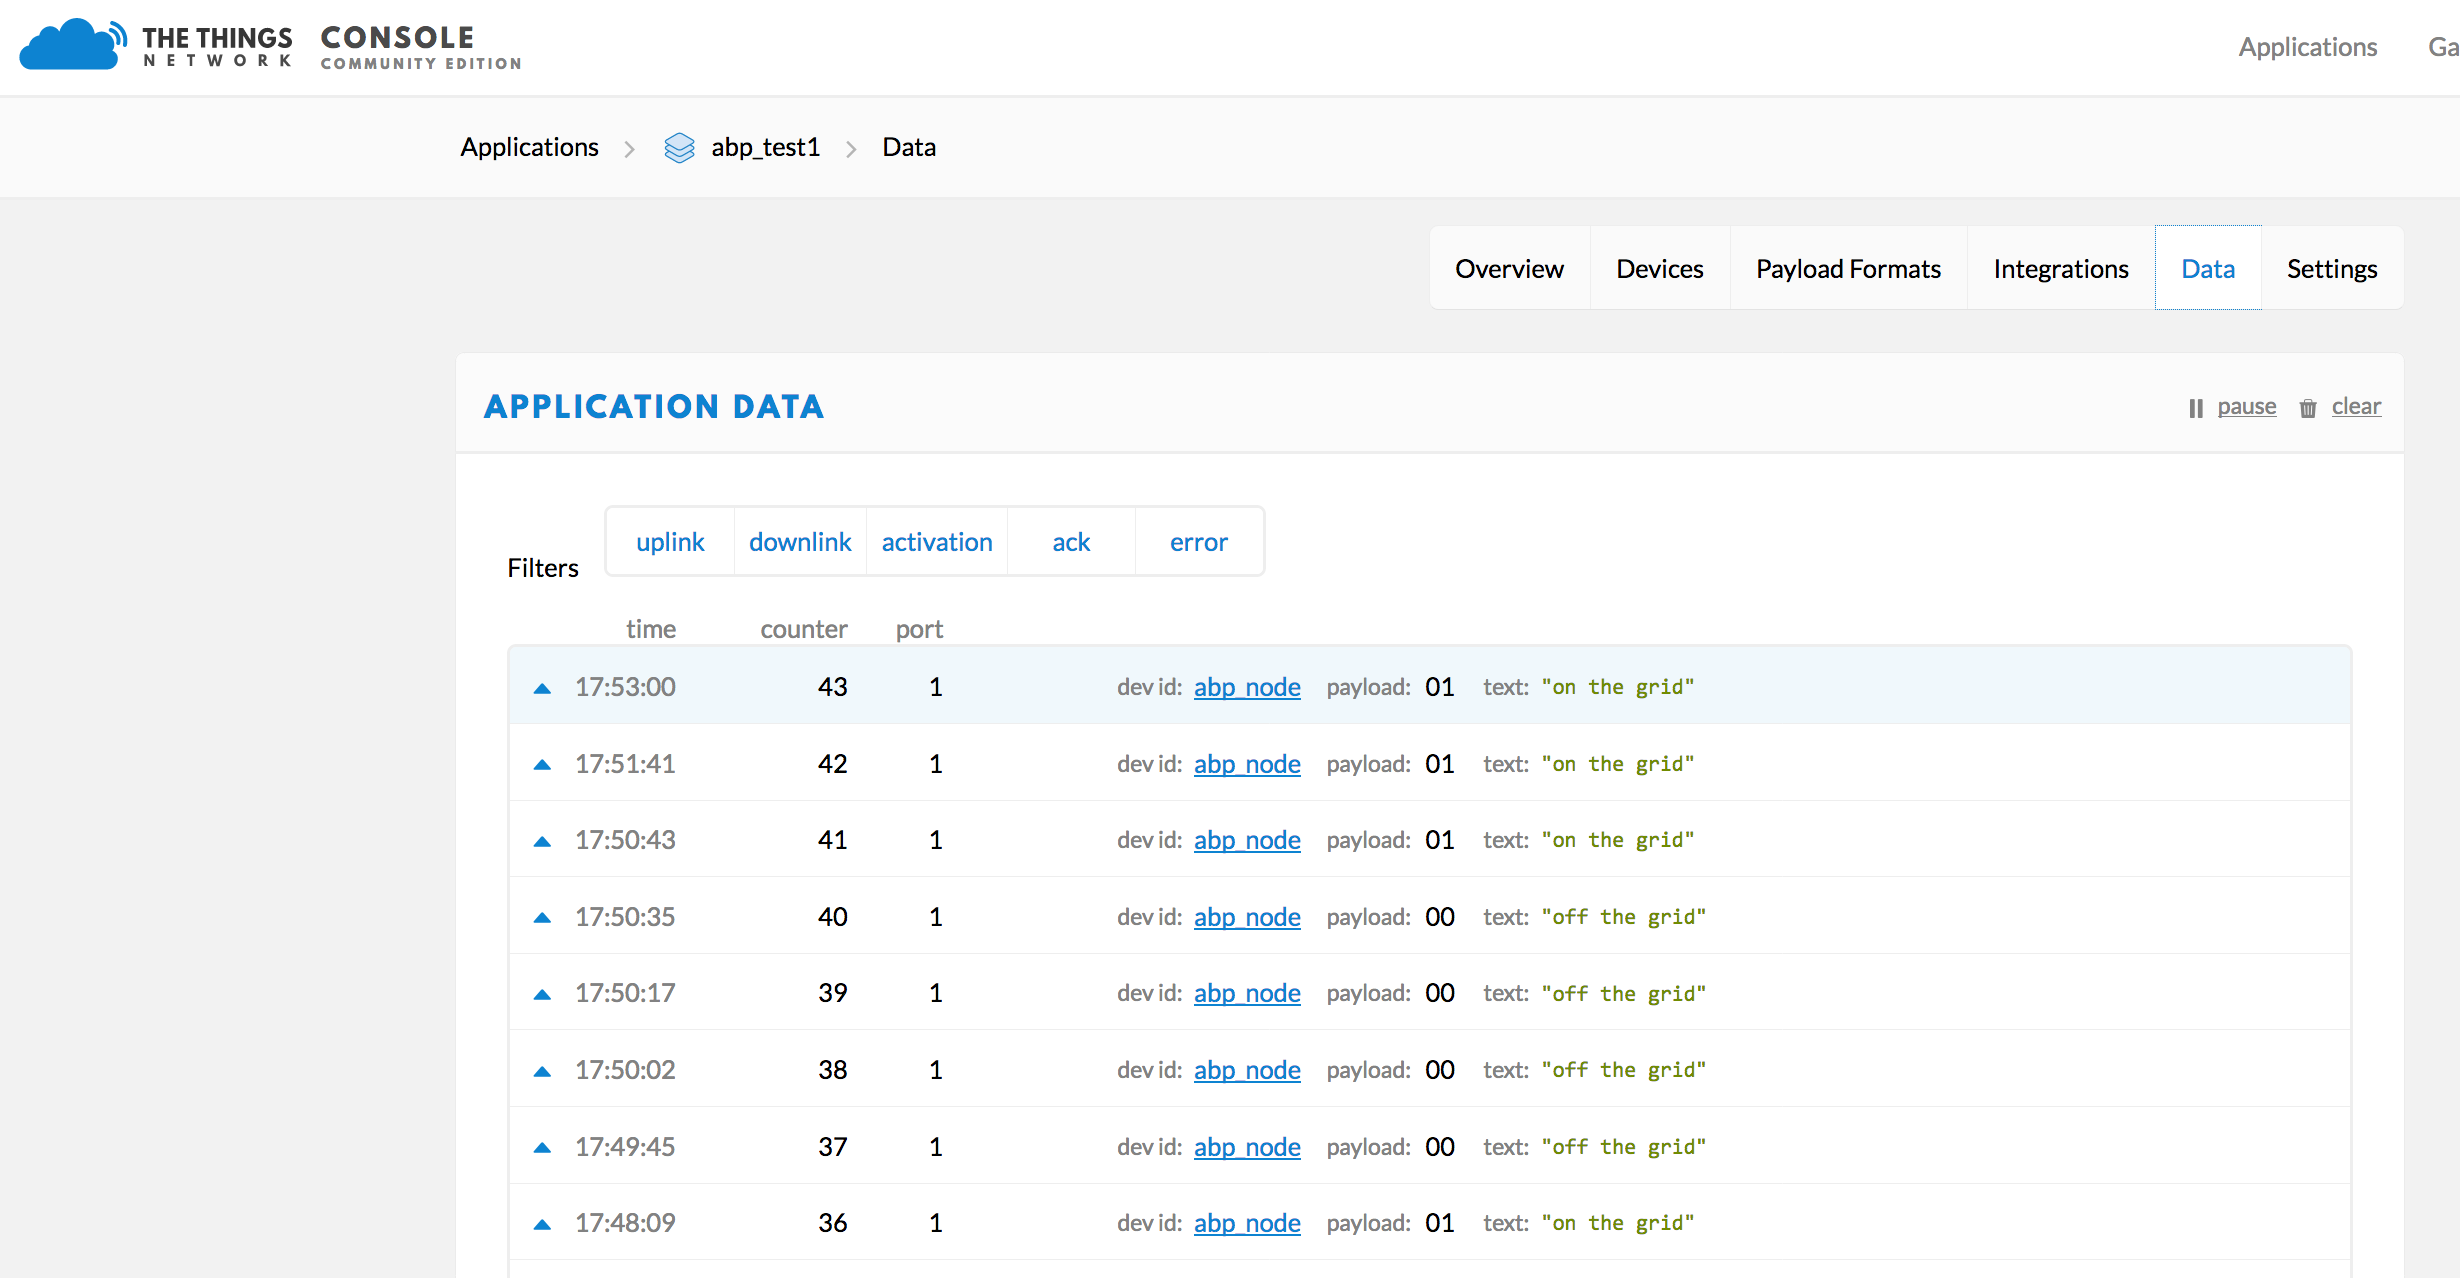 THE THINGS NETWORK CONSOLE COMMUNITY EDITION
Applications
Applications abp_test1 Data
Overview Devices Payload Formats Integrations Data Settings
APPLICATION DATA pause clear
Filters uplink downlink activation ack error
time counter port
17:53:00 43 1 dev id: abp_node payload: 01 text: "on the grid"
17:51:41 42 1 dev id: abp_node payload: 01 text: "on the grid"
17:50:43 41 1 dev id: abp_node payload: 01 text: "on the grid"
17:50:35 40 1 dev id: abp_node payload: 00 text: "off the grid"
17:50:17 39 1 dev id: abp_node payload: 00 text: "off the grid"
17:50:02 38 1 dev id: abp_node payload: 00 text: "off the grid"
17:49:45 37 1 dev id: abp_node payload: 00 text: "off the grid"
17:48:09 36 1 dev id: abp_node payload: 01 text: "on the grid"